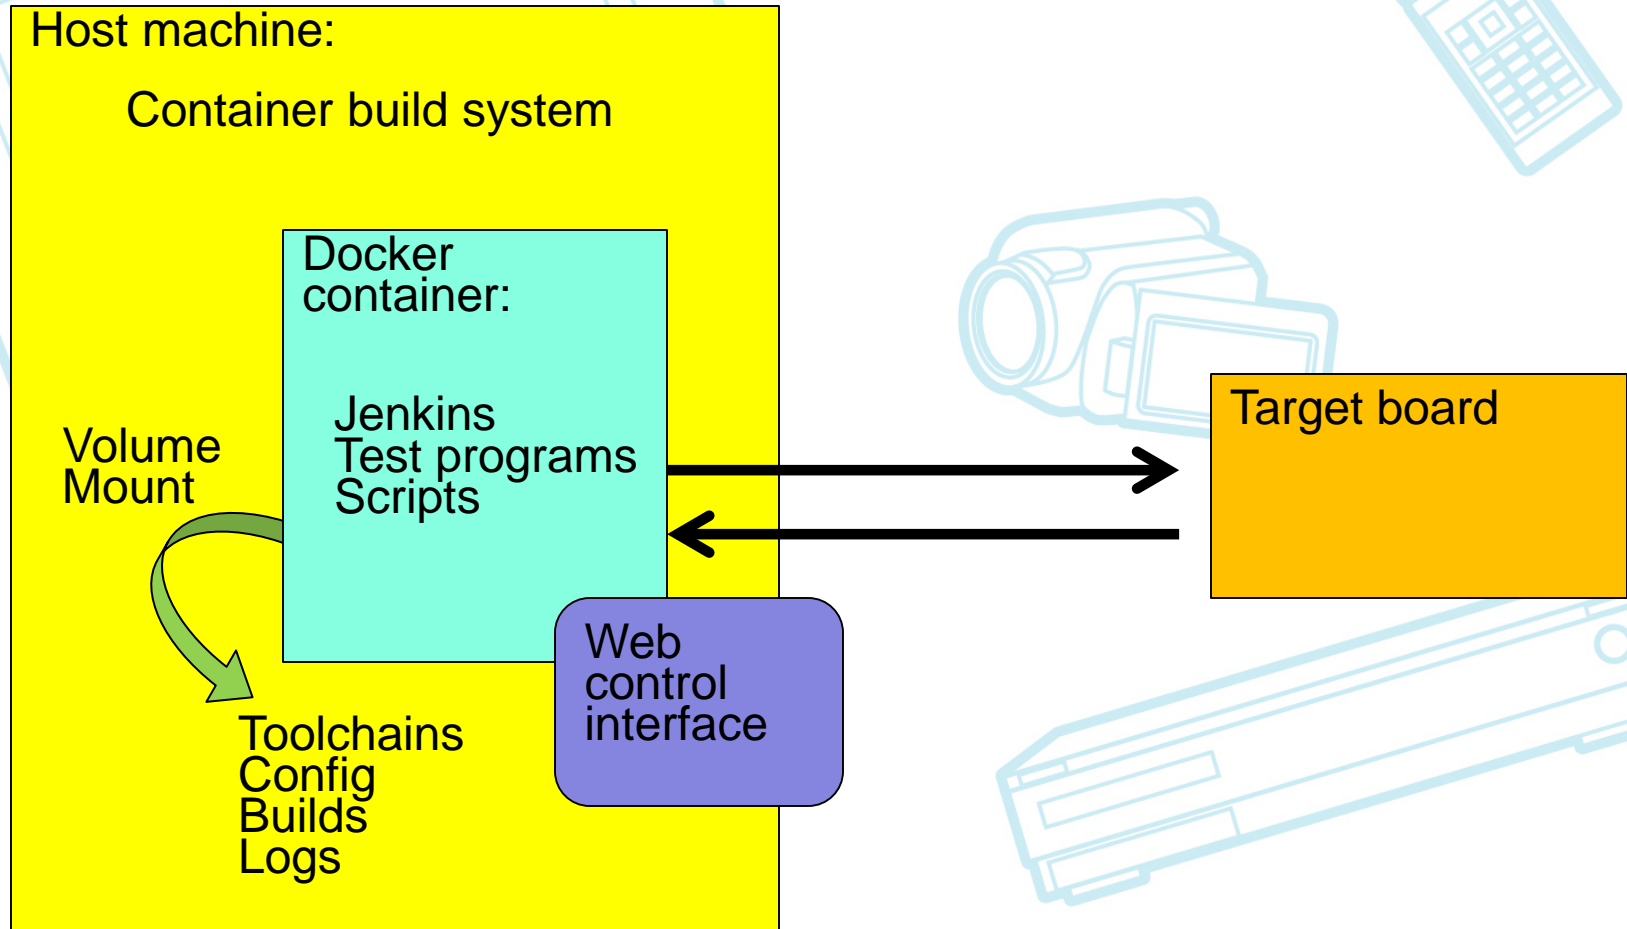 Host machine:
Container build system
Docker
container:
Jenkins
Test programs
Scripts
Volume
Mount
Toolchains
Config
Builds
Logs
Web
control
interface
Target board